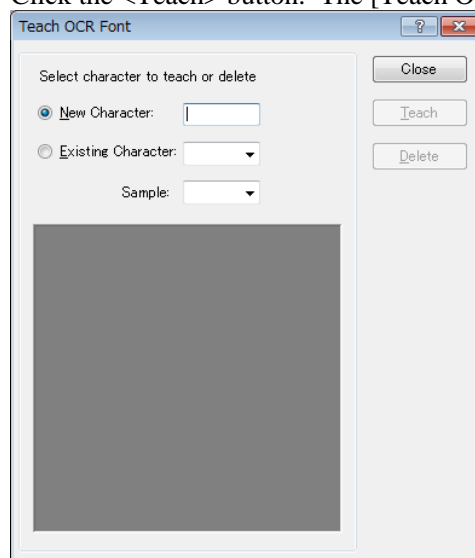 Click the <Teach> button. The [Teach O
Teach OCR Font
Select character to teach or delete
Close
New Character:
Teach
Existing Character:
Delete
Sample: